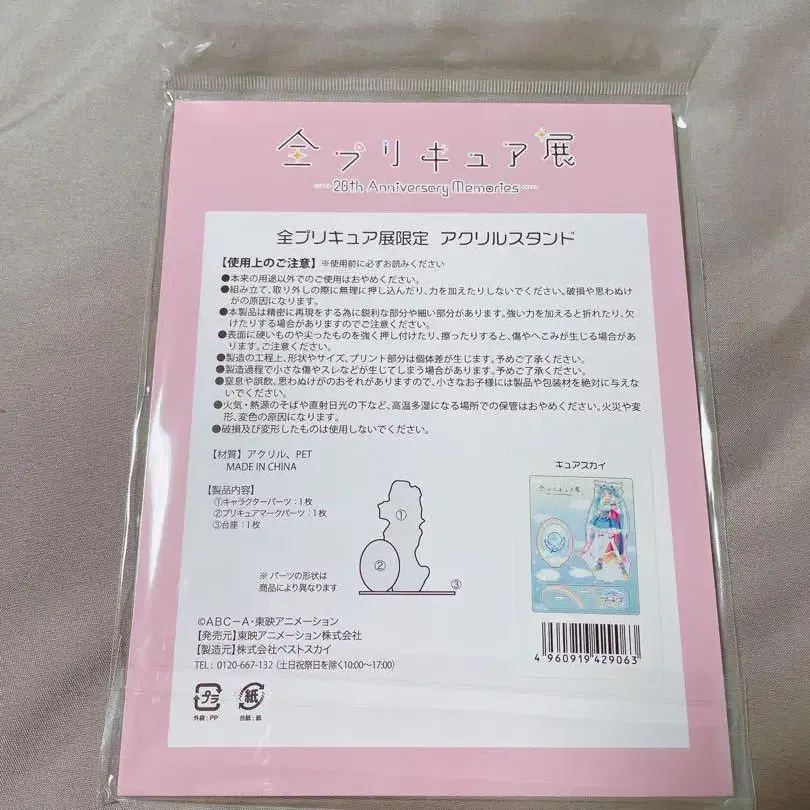 全プリキュア展
20th Anniversary Memories
全プリキュア展限定 アクリルスタンド
【使用上のご注意】※使用前に必ずお読みください
●本来の用途以外でのご使用はおやめください。
●組み立て、取り外しの際に無理に押し込んだり、力を加えたりしないでください。破損や思わぬけ
がの原因になります。
●本製品は精密に再現をする為に鋭利な部分や細い部分があります。強い力を加えると折れたり、欠
けたりする場合がありますのでご注意ください。
●表面に硬いものや尖ったものを強く押し付けたり、擦ったりすると、傷やへこみが生じる場合があ
ります。ご注意ください。
●製造の工程上、形状やサイズ、プリント部分は個体差が生じます。予めご了承ください。
●製造過程で小さな傷やスレなどが生じてしまう場合があります。予めご了承ください。
●窒息や誤飲、思わぬけがのおそれがありますので、小さなお子様には製品や包装材を絶対に与えな
いでください。
●火気・熱源のそばや直射日光の下など、高温多湿になる場所での保管はおやめください。火災や変
形、変色の原因になります。
●破損及び変形したものは使用しないでください。
【材質】アクリル、PET
MADE IN CHINA
【製品内容】
①キャラクターパーツ：1枚
②プリキュアマークパーツ：1枚
③台座：1枚
①
②
③
※パーツの形状は
商品により異なります
キュアスカイ
全プリキュア展
4 960919 429063
©ABC-A・東映アニメーション
【発売元】東映アニメーション株式会社
【製造元】株式会社ベストスカイ
TEL：0120-667-132（土日祝祭日を除く10:00〜17:00）
プラ
外袋：PP
紙
台紙：紙